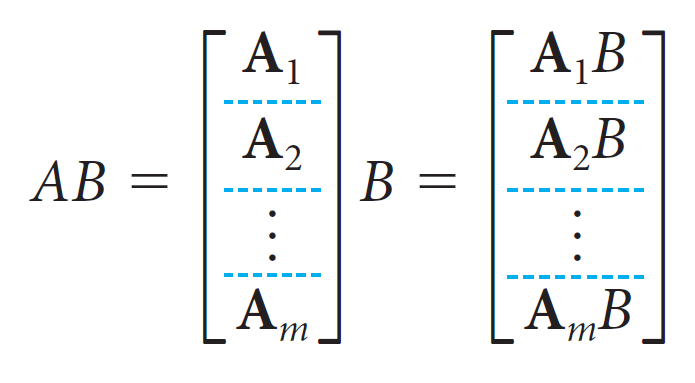 AB = [ A₁ ; A₂ ; ⋮ ; Aₘ ] B = [ A₁B ; A₂B ; ⋮ ; AₘB ]